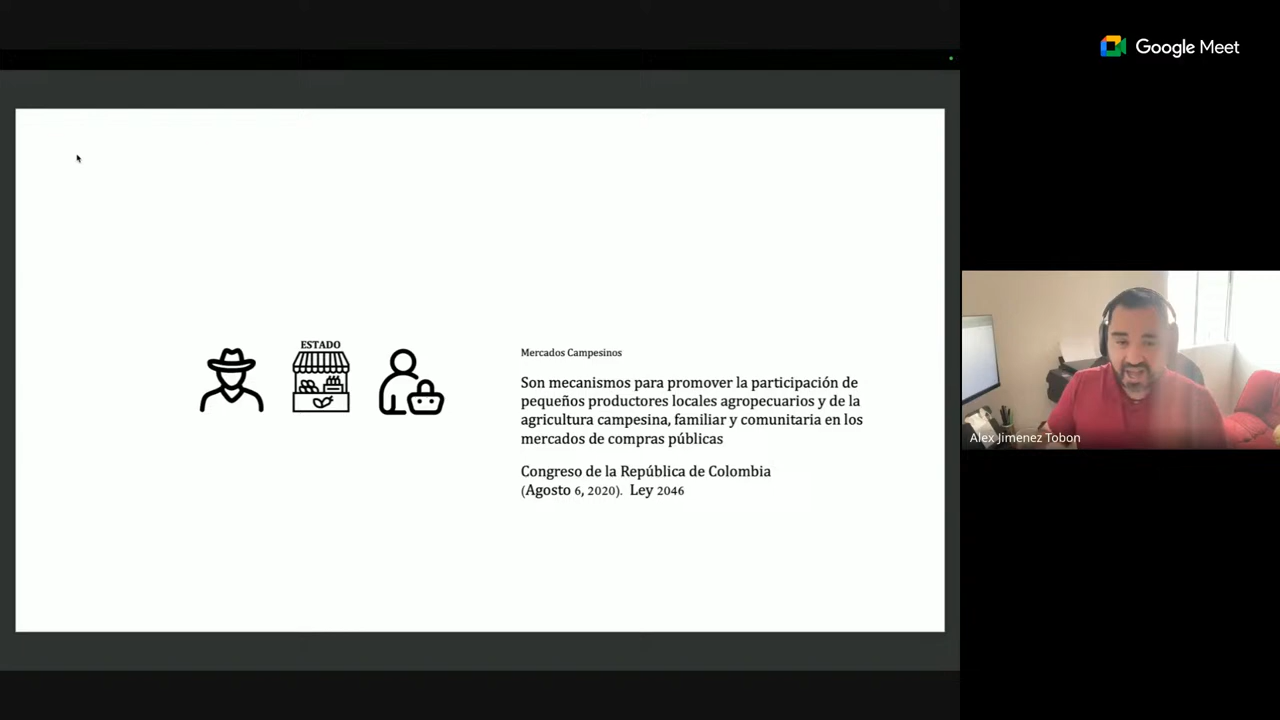 Google Meet
ESTADO
Mercados Campesinos
Son mecanismos para promover la participación de
pequeños productores locales agropecuarios y de la
agricultura campesina, familiar y comunitaria en los
mercados de compras públicas
Congreso de la República de Colombia
(Agosto 6, 2020). Ley 2046
Alex Jimenez Tobon